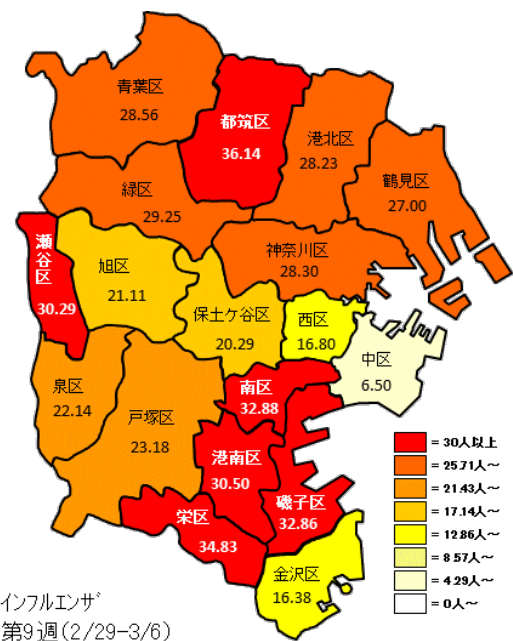 青葉区
28.56
都筑区
36.14
港北区
28.23
鶴見区
27.00
緑区
29.25
神奈川区
28.30
瀬谷区
30.29
旭区
21.11
保土ケ谷区
20.29
西区
16.80
中区
6.50
泉区
22.14
戸塚区
23.18
南区
32.88
港南区
30.50
磯子区
32.86
栄区
34.83
金沢区
16.38
=30人以上
=25.71人～
=21.43人～
=17.14人～
=12.86人～
=8.57人～
=4.29人～
=0人～
インフルエンザ
第9週(2/29-3/6)